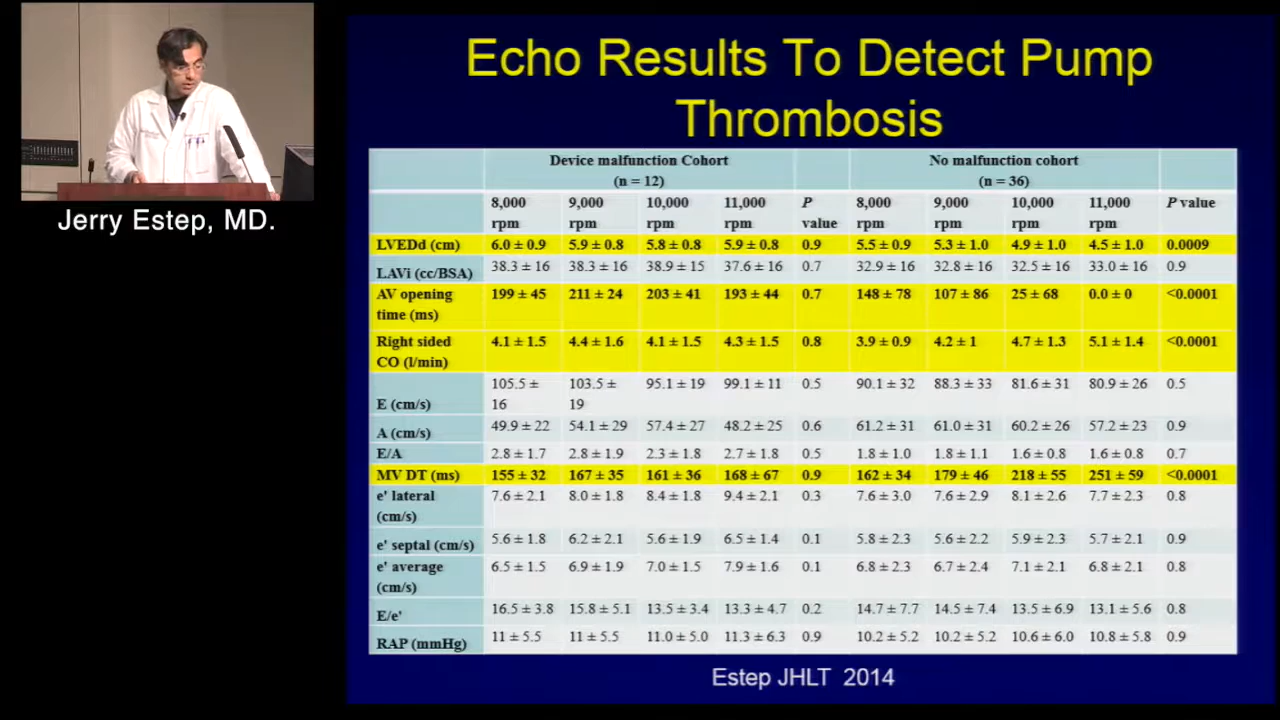 Echo Results To Detect Pump
Thrombosis
Jerry Estep, MD.
Device malfunction Cohort No malfunction cohort
(n = 12) (n = 36)
8,000 9,000 10,000 11,000 P 8,000 9,000 10,000 11,000 P value
rpm rpm rpm rpm value rpm rpm rpm rpm
LVEDd (cm) 6.0 ± 0.9 5.9 ± 0.8 5.8 ± 0.8 5.9 ± 0.8 0.9 5.5 ± 0.9 5.3 ± 1.0 4.9 ± 1.0 4.5 ± 1.0 0.0009
LAVi (cc/BSA) 38.3 ± 16 38.3 ± 16 38.9 ± 15 37.6 ± 16 0.7 32.9 ± 16 32.8 ± 16 32.5 ± 16 33.0 ± 16 0.9
AV opening 199 ± 45 211 ± 24 203 ± 41 193 ± 44 0.7 148 ± 78 107 ± 86 25 ± 68 0.0 ± 0 <0.0001
time (ms)
Right sided 4.1 ± 1.5 4.4 ± 1.6 4.1 ± 1.5 4.3 ± 1.5 0.8 3.9 ± 0.9 4.2 ± 1 4.7 ± 1.3 5.1 ± 1.4 <0.0001
CO (l/min)
105.5 ± 103.5 ± 95.1 ± 19 99.1 ± 11 0.5 90.1 ± 32 88.3 ± 33 81.6 ± 31 80.9 ± 26 0.5
E (cm/s) 16 19
A (cm/s) 49.9 ± 22 54.1 ± 29 57.4 ± 27 48.2 ± 25 0.6 61.2 ± 31 61.0 ± 31 60.2 ± 26 57.2 ± 23 0.9
E/A 2.8 ± 1.7 2.8 ± 1.9 2.3 ± 1.8 2.7 ± 1.8 0.5 1.8 ± 1.0 1.8 ± 1.1 1.6 ± 0.8 1.6 ± 0.8 0.7
MV DT (ms) 155 ± 32 167 ± 35 161 ± 36 168 ± 67 0.9 162 ± 34 179 ± 46 218 ± 55 251 ± 59 <0.0001
e' lateral 7.6 ± 2.1 8.0 ± 1.8 8.4 ± 1.8 9.4 ± 2.1 0.3 7.6 ± 3.0 7.6 ± 2.9 8.1 ± 2.6 7.7 ± 2.3 0.8
(cm/s)
e' septal (cm/s) 5.6 ± 1.8 6.2 ± 2.1 5.6 ± 1.9 6.5 ± 1.4 0.1 5.8 ± 2.3 5.6 ± 2.2 5.9 ± 2.3 5.7 ± 2.1 0.9
e' average 6.5 ± 1.5 6.9 ± 1.9 7.0 ± 1.5 7.9 ± 1.6 0.1 6.8 ± 2.3 6.7 ± 2.4 7.1 ± 2.1 6.8 ± 2.1 0.8
(cm/s)
E/e' 16.5 ± 3.8 15.8 ± 5.1 13.5 ± 3.4 13.3 ± 4.7 0.2 14.7 ± 7.7 14.5 ± 7.4 13.5 ± 6.9 13.1 ± 5.6 0.8
RAP (mmHg) 11 ± 5.5 11 ± 5.5 11.0 ± 5.0 11.3 ± 6.3 0.9 10.2 ± 5.2 10.2 ± 5.2 10.6 ± 6.0 10.8 ± 5.8 0.9
Estep JHLT 2014